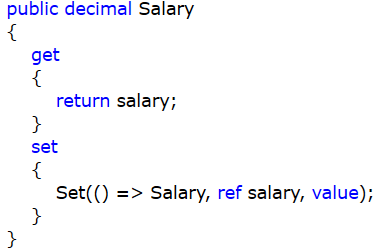 public decimal Salary
{
get
{
return salary;
}
set
{
Set(() => Salary, ref salary, value);
}
}